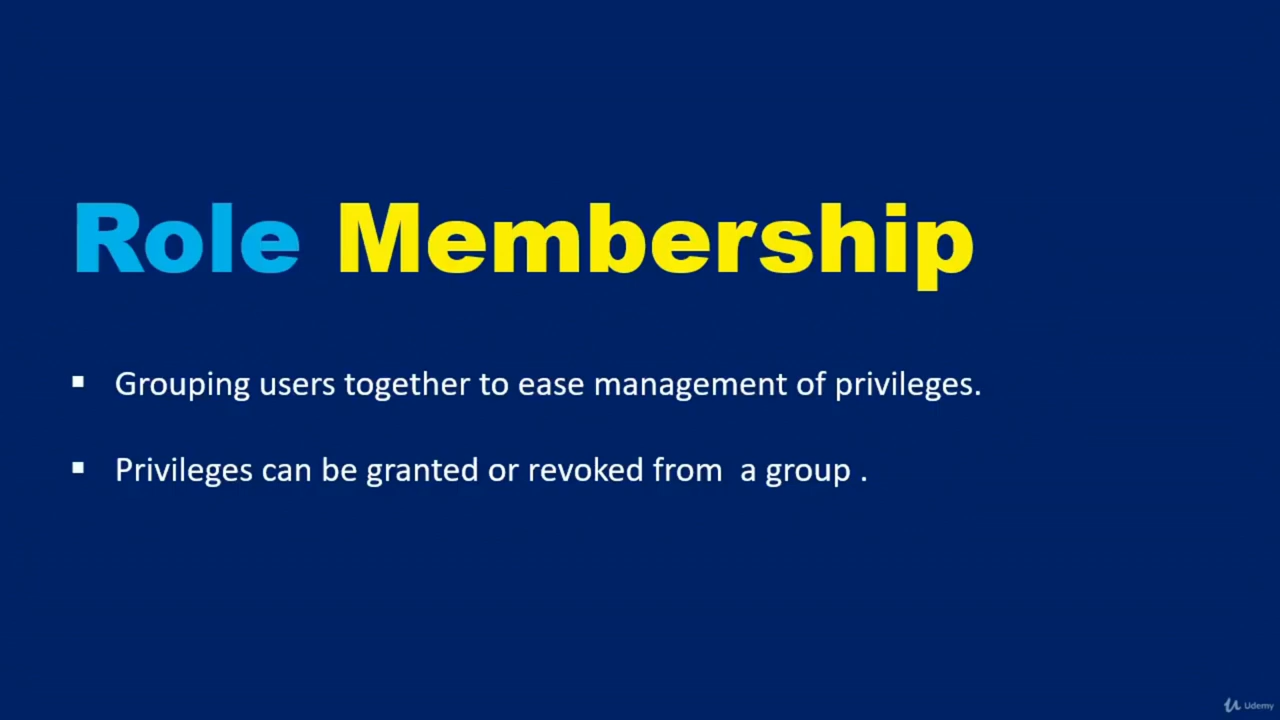 Role Membership
▪ Grouping users together to ease management of privileges.
▪ Privileges can be granted or revoked from  a group .
Udemy